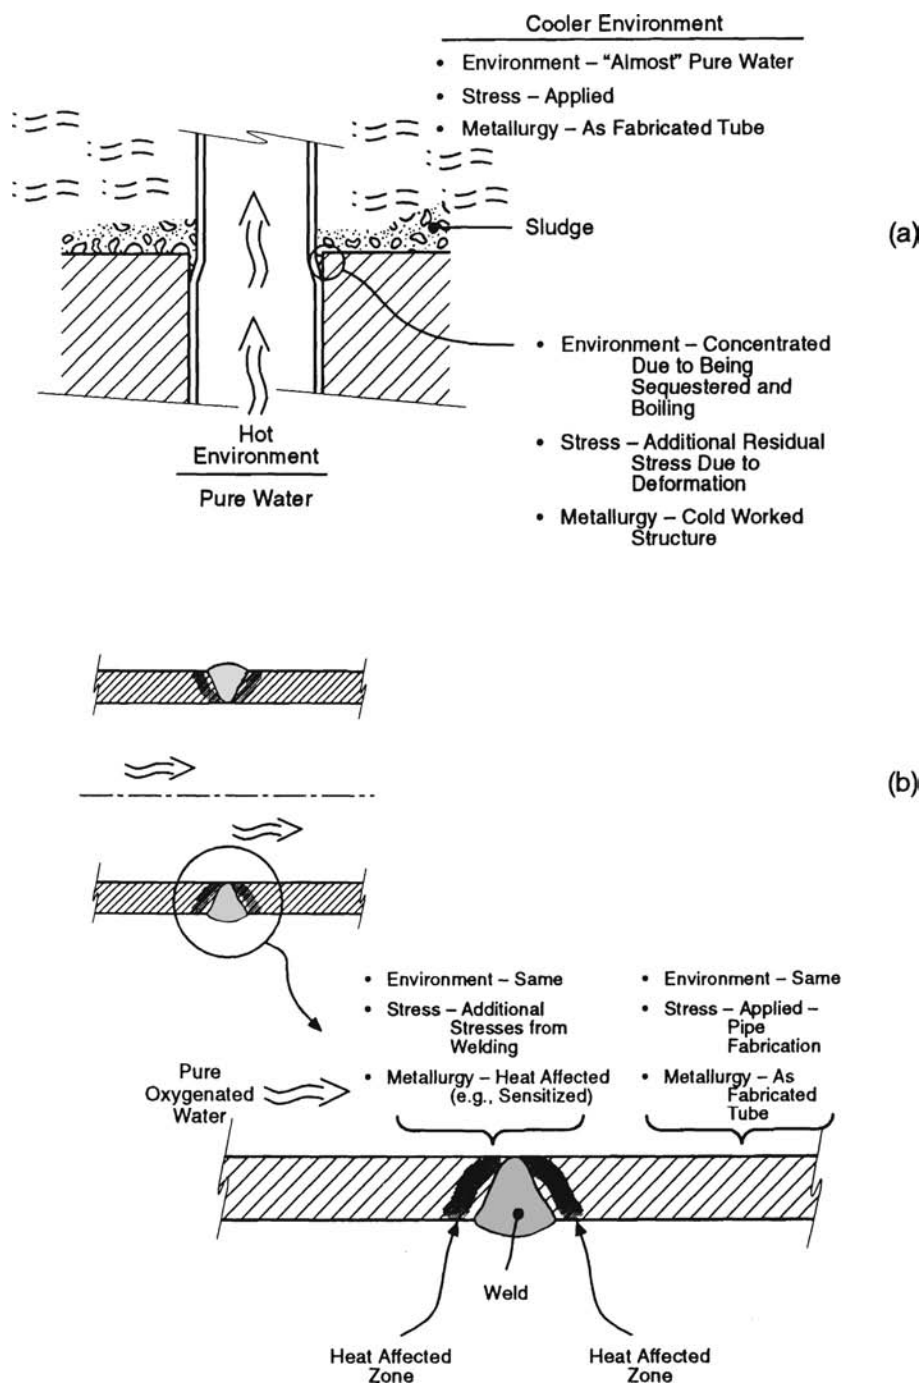 Cooler Environment
• Environment – “Almost” Pure Water
• Stress – Applied
• Metallurgy – As Fabricated Tube
Sludge
(a)
• Environment – Concentrated
Due to Being
Sequestered and
Boiling
• Stress – Additional Residual
Stress Due to
Deformation
• Metallurgy – Cold Worked
Structure
Hot
Environment
Pure Water
(b)
• Environment – Same
• Stress – Additional
Stresses from
Welding
• Metallurgy – Heat Affected
(e.g., Sensitized)
• Environment – Same
• Stress – Applied –
Pipe
Fabrication
• Metallurgy – As
Fabricated
Tube
Pure
Oxygenated
Water
Weld
Heat Affected
Zone
Heat Affected
Zone